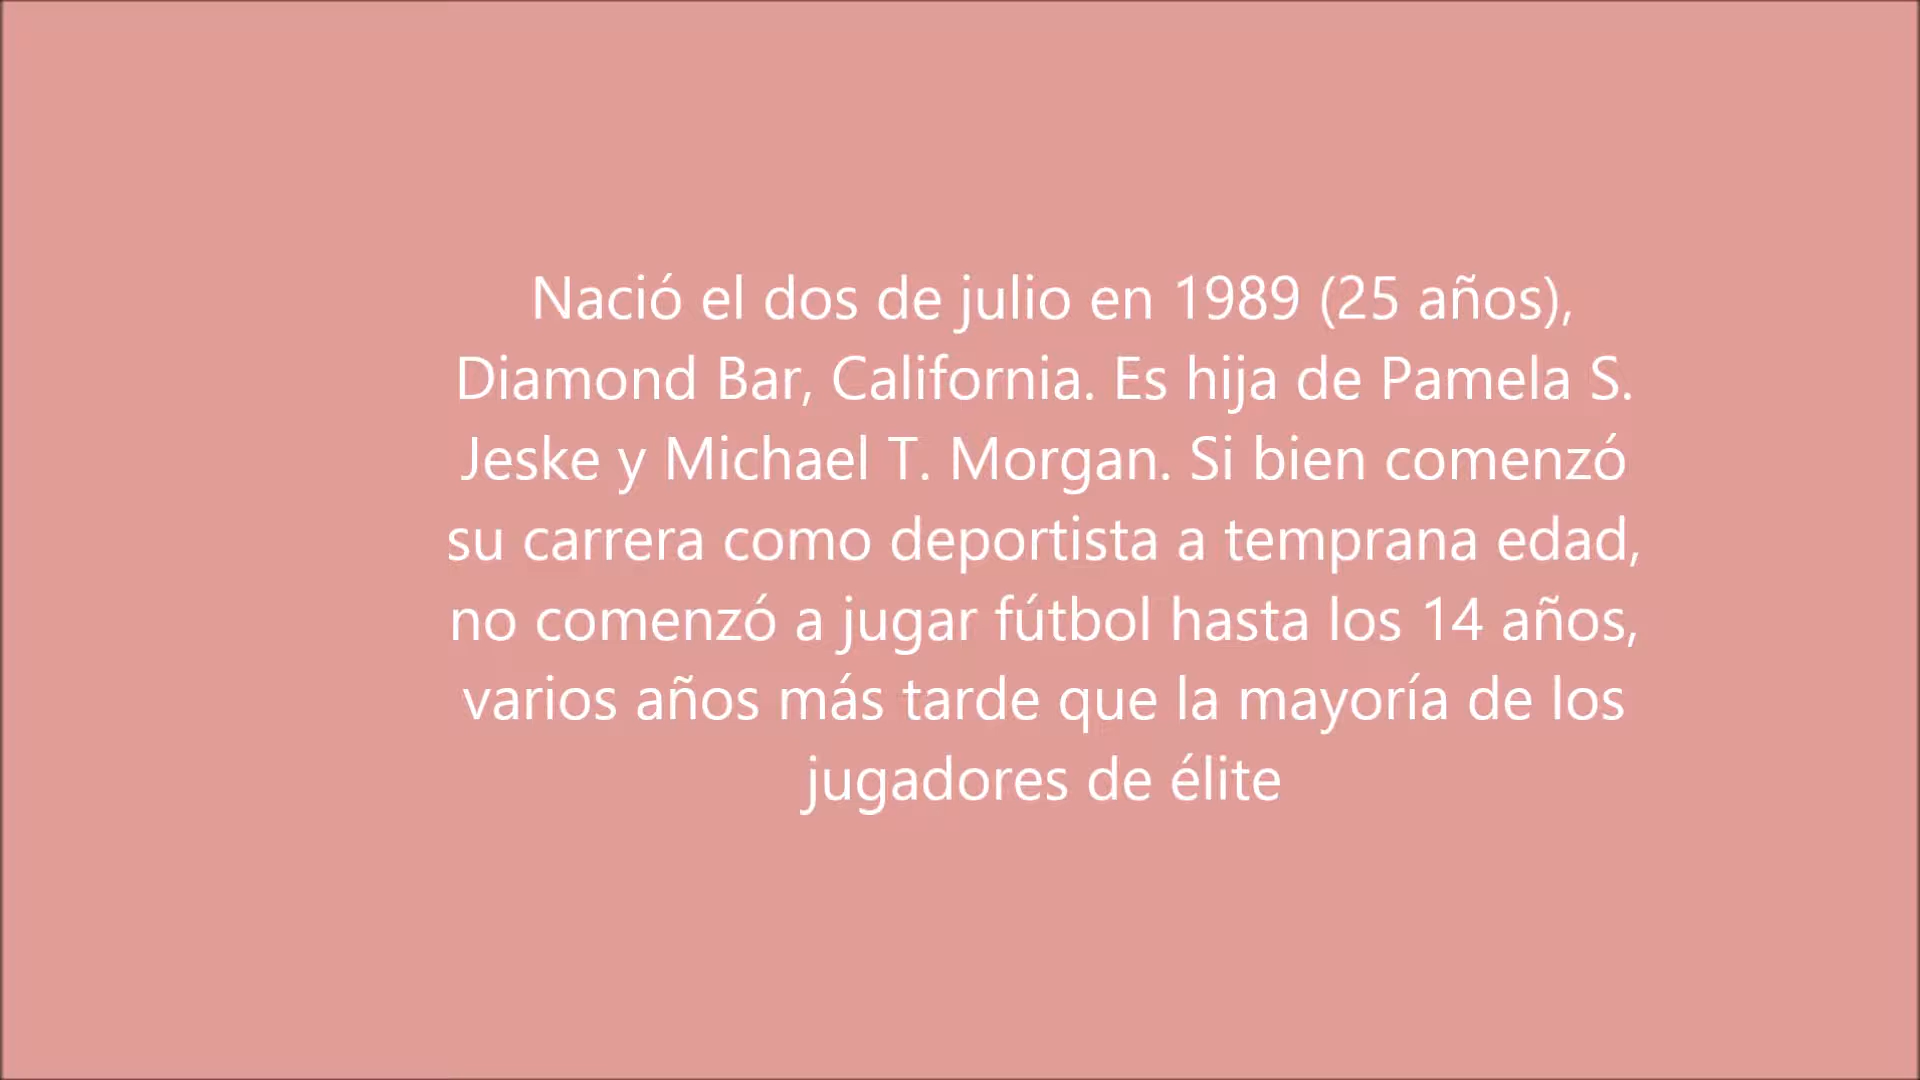 Nació el dos de julio en 1989 (25 años),
Diamond Bar, California. Es hija de Pamela S.
Jeske y Michael T. Morgan. Si bien comenzó
su carrera como deportista a temprana edad,
no comenzó a jugar fútbol hasta los 14 años,
varios años más tarde que la mayoría de los
jugadores de élite